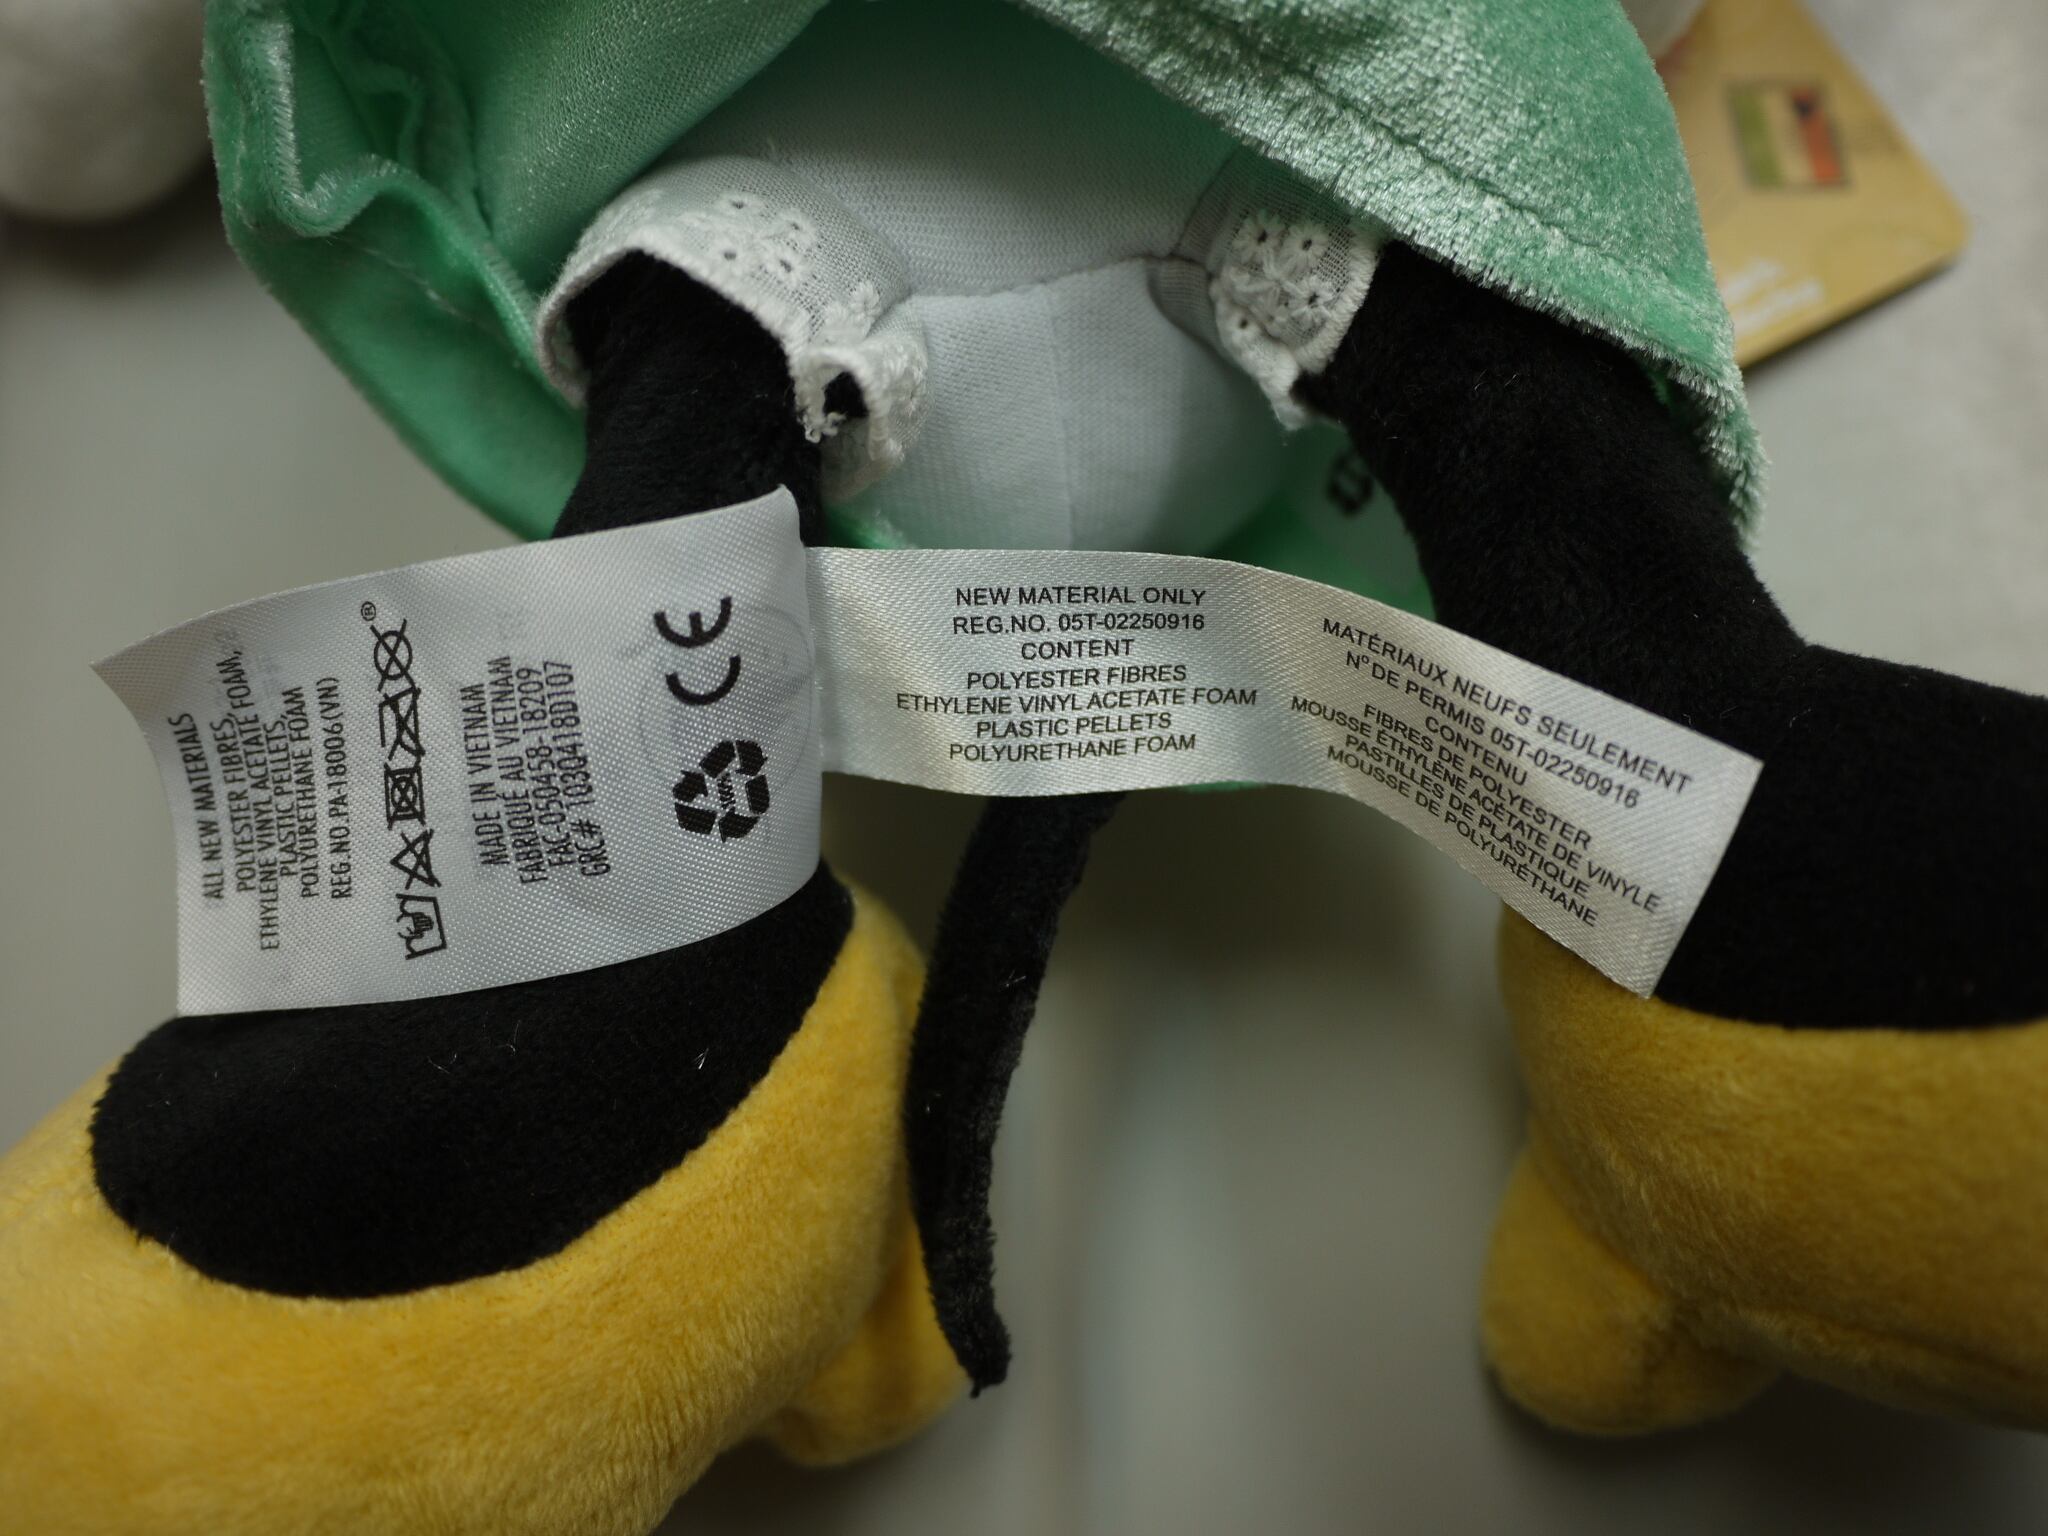 ALL NEW MATERIALS
POLYESTER FIBRES,
ETHYLENE VINYL ACETATE FOAM,
PLASTIC PELLETS,
POLYURETHANE FOAM
REG.NO PA-18006(VN)
®
MADE IN VIETNAM
FABRIQUÉ AU VIETNAM
FAC-050458-18209
GRC# 103Q418D107
CE
NEW MATERIAL ONLY
REG.NO. 05T-02250916
CONTENT
POLYESTER FIBRES
ETHYLENE VINYL ACETATE FOAM
PLASTIC PELLETS
POLYURETHANE FOAM
MATÉRIAUX NEUFS SEULEMENT
Nº DE PERMIS 05T-02250916
CONTENU
FIBRES DE POLYESTER
MOUSSE ÉTHYLÈNE ACÉTATE DE VINYLE
PASTILLES DE PLASTIQUE
MOUSSE DE POLYURÉTHANE